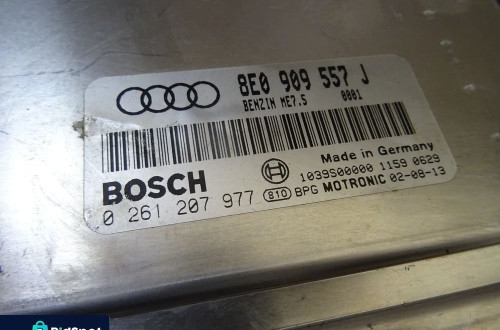 8E0 909 557 J
BENZIN ME7.5 0001
Made in Germany
1039S00000 1159 0629
BOSCH
0 261 207 977 810 BPG MOTRONIC 02-08-13
BidSpot